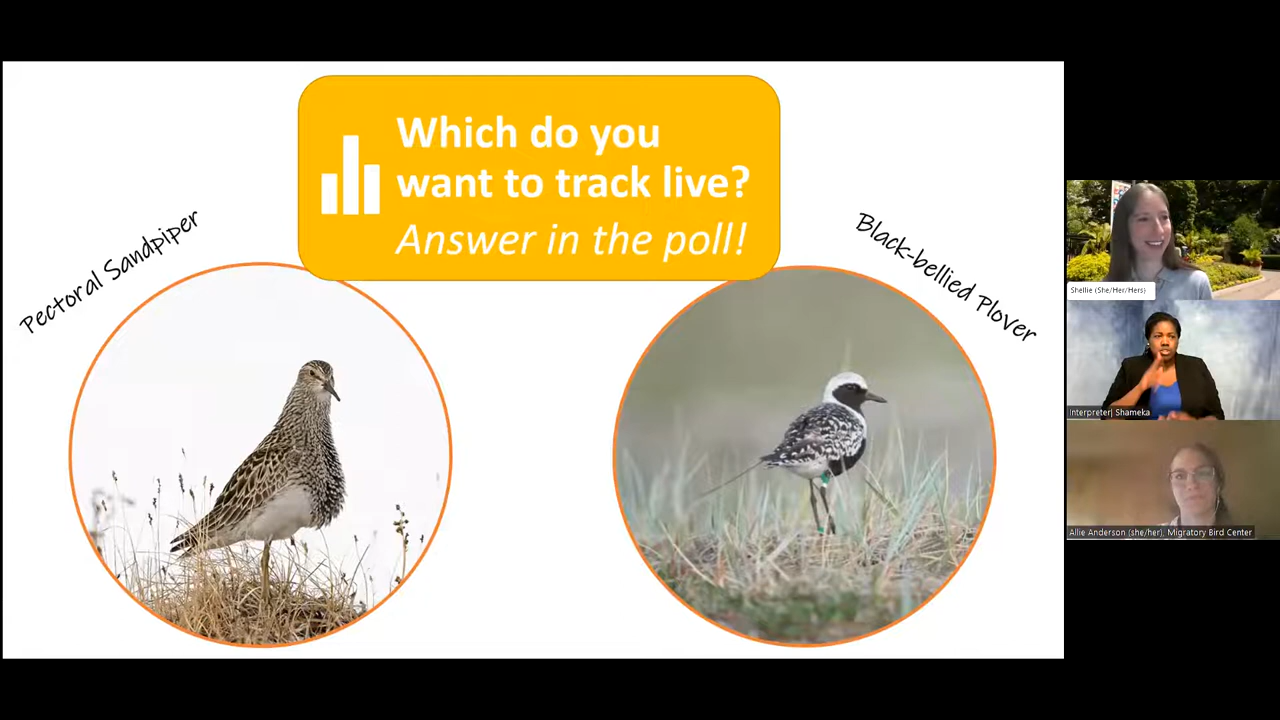 Which do you
want to track live?
Answer in the poll!
Pectoral Sandpiper
Black-bellied Plover
Shellie (She/Her/Hers)
Interpreter| Shameka
Allie Anderson (she/her), Migratory Bird Center